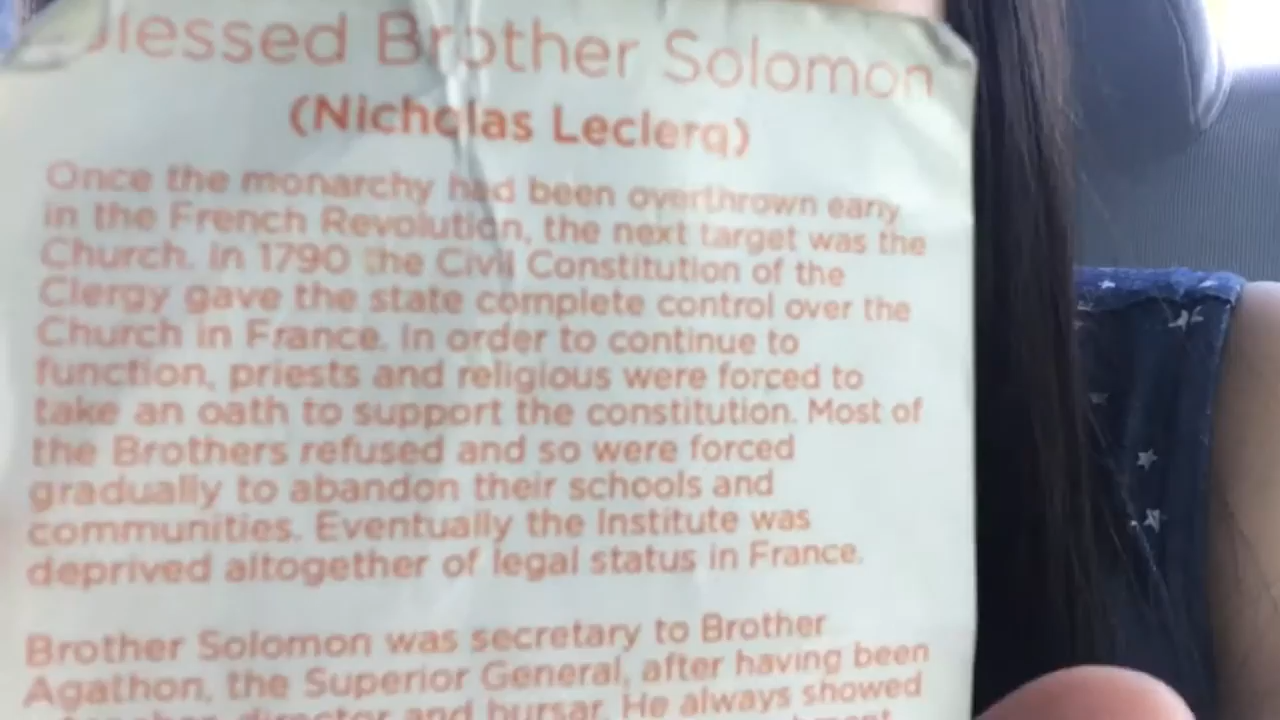 Blessed Brother Solomon
(Nicholas Leclerq)
Once the monarchy had been overthrown early
in the French Revolution, the next target was the
Church. In 1790 the Civil Constitution of the
Clergy gave the state complete control over the
Church in France. In order to continue to
function, priests and religious were forced to
take an oath to support the constitution. Most of
the Brothers refused and so were forced
gradually to abandon their schools and
communities. Eventually the Institute was
deprived altogether of legal status in France.
Brother Solomon was secretary to Brother
Agathon, the Superior General, after having been
director and bursar. He always showed